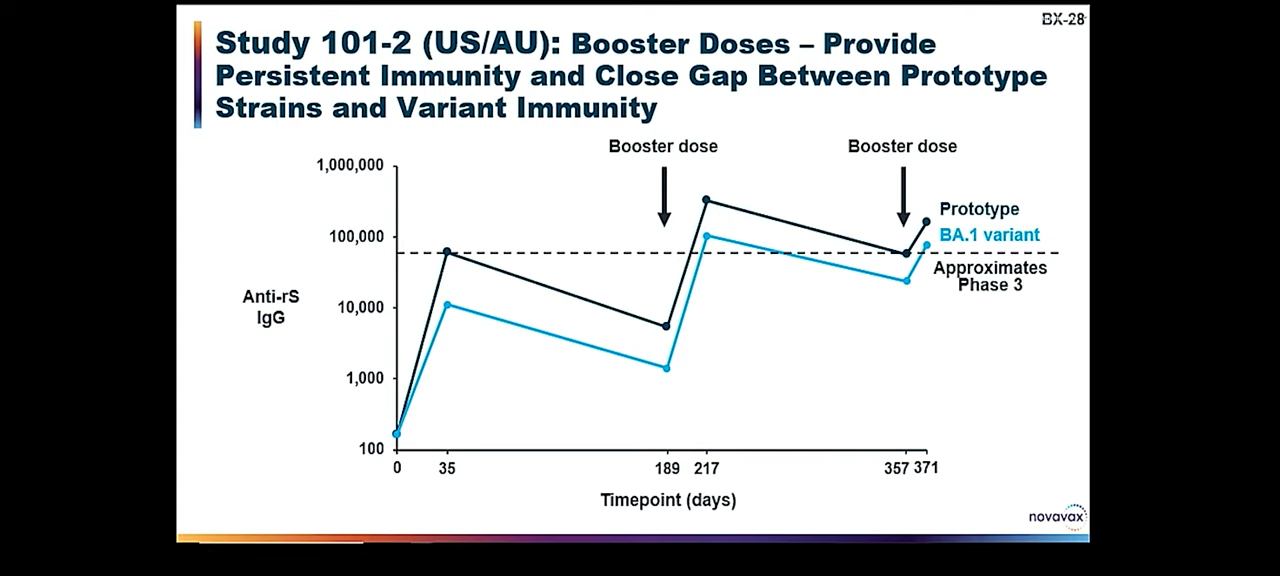 BX-28
Study 101-2 (US/AU): Booster Doses – Provide
Persistent Immunity and Close Gap Between Prototype
Strains and Variant Immunity
Booster dose
Booster dose
1,000,000
100,000
10,000
1,000
100
Anti-rS
IgG
Prototype
BA.1 variant
Approximates
Phase 3
0
35
189
217
357
371
Timepoint (days)
novavax